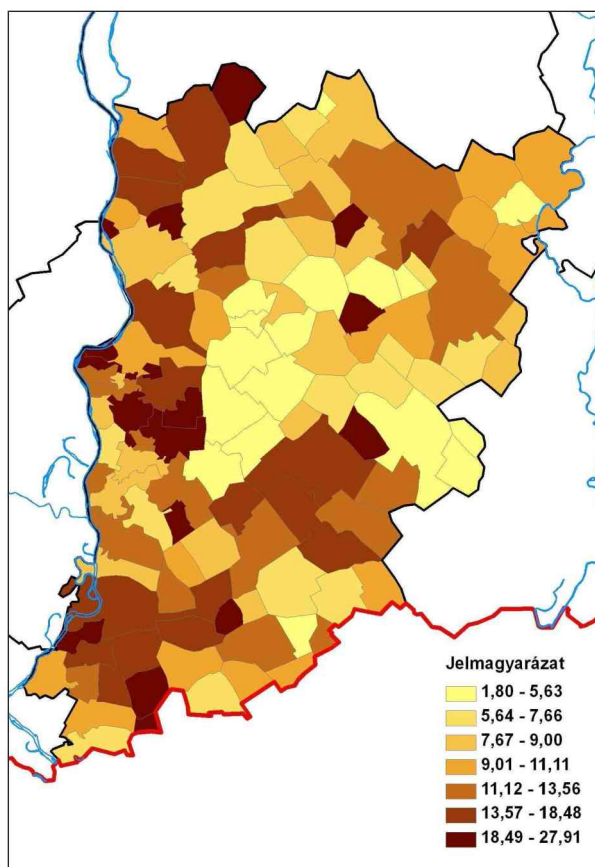 Jelmagyarázat
1,80 - 5,63
5,64 - 7,66
7,67 - 9,00
9,01 - 11,11
11,12 - 13,56
13,57 - 18,48
18,49 - 27,91